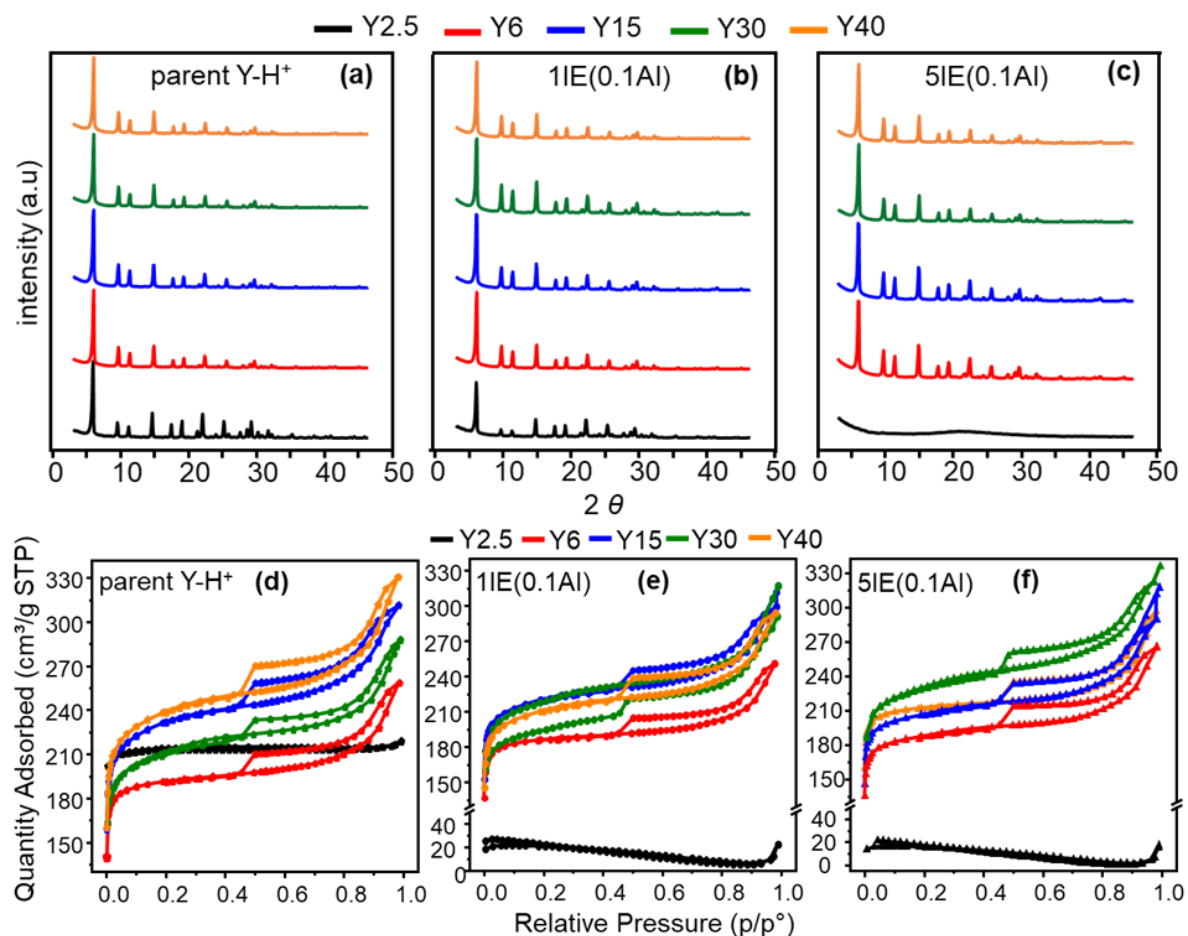 Y2.5 Y6 Y15 Y30 Y40
parent Y-H⁺ (a)
1IE(0.1Al) (b)
5IE(0.1Al) (c)
intensity (a.u)
0 10 20 30 40 50
0 10 20 30 40 50
0 10 20 30 40 50
2 θ
Y2.5 Y6 Y15 Y30 Y40
parent Y-H⁺ (d)
1IE(0.1Al) (e)
5IE(0.1Al) (f)
Quantity Adsorbed (cm³/g STP)
330
300
270
240
210
180
150
330
300
270
240
210
180
150
40
20
0
330
300
270
240
210
180
150
40
20
0
0.0 0.2 0.4 0.6 0.8 1.0
0.0 0.2 0.4 0.6 0.8 1.0
0.0 0.2 0.4 0.6 0.8 1.0
Relative Pressure (p/p°)